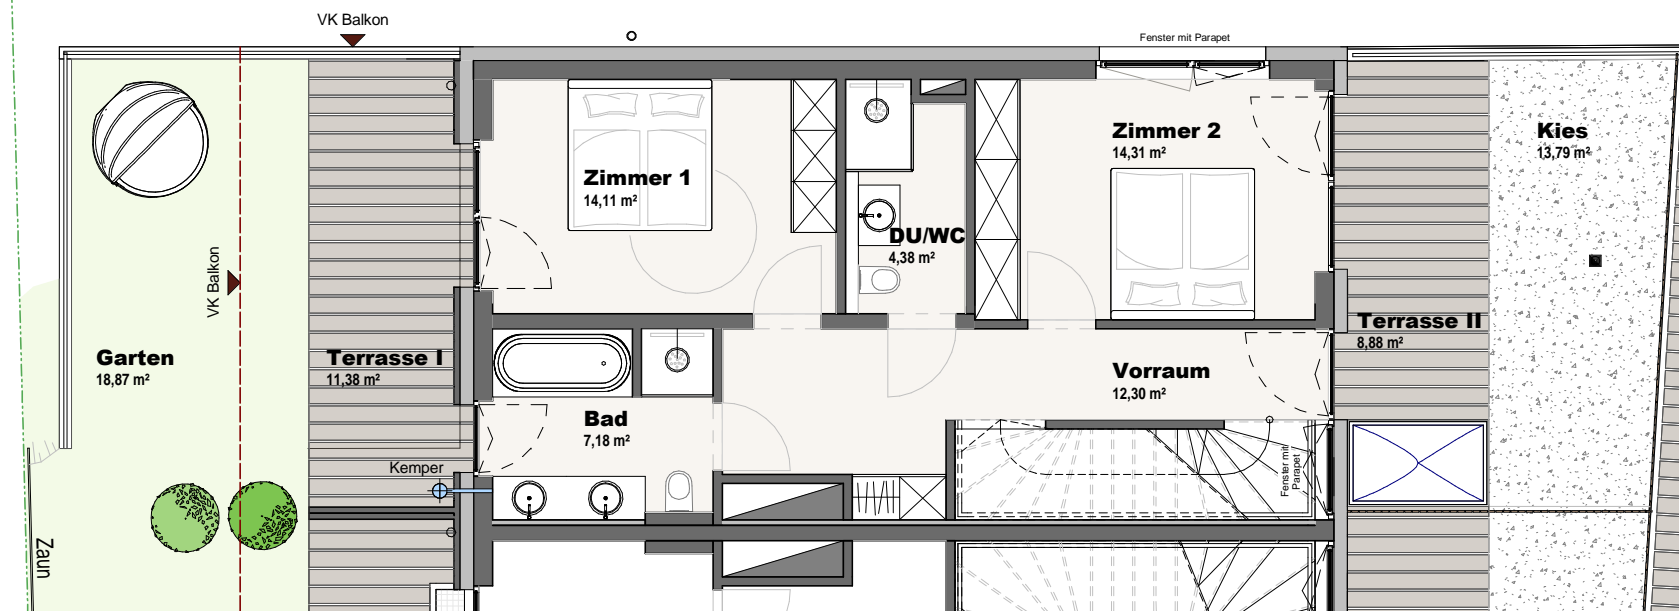 VK Balkon
Fenster mit Parapet
Zimmer 1
14,11 m²
Zimmer 2
14,31 m²
Kies
13,79 m²
DU/WC
4,38 m²
VK Balkon
Garten
18,87 m²
Terrasse I
11,38 m²
Terrasse II
8,88 m²
Vorraum
12,30 m²
Bad
7,18 m²
Kemper
Fenster mit
Parapet
Zaun